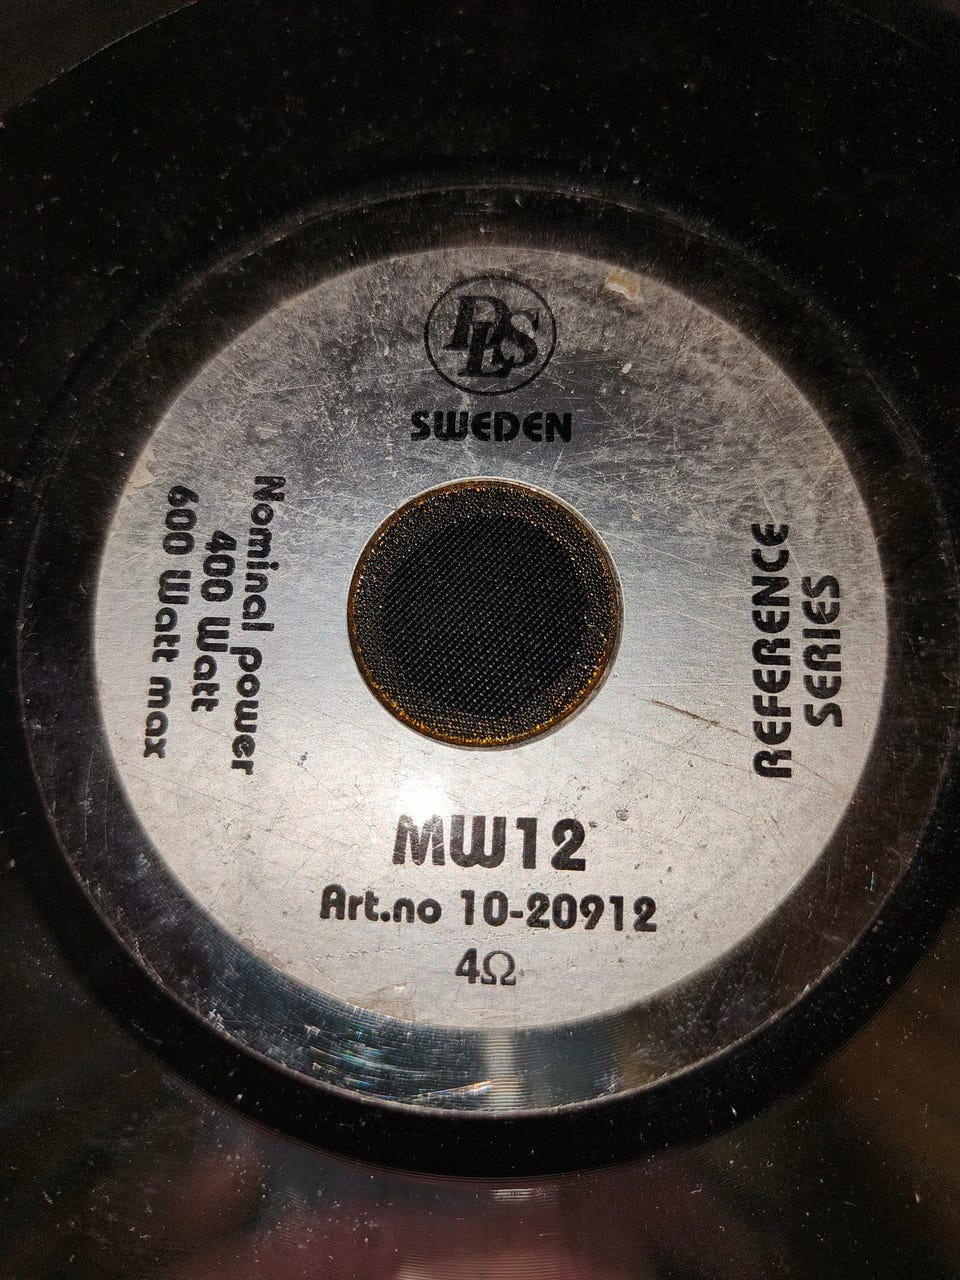 DLS
SWEDEN
Nominal power
400 Watt
600 Watt max
REFERENCE
SERIES
MW12
Art.no 10-20912
4Ω